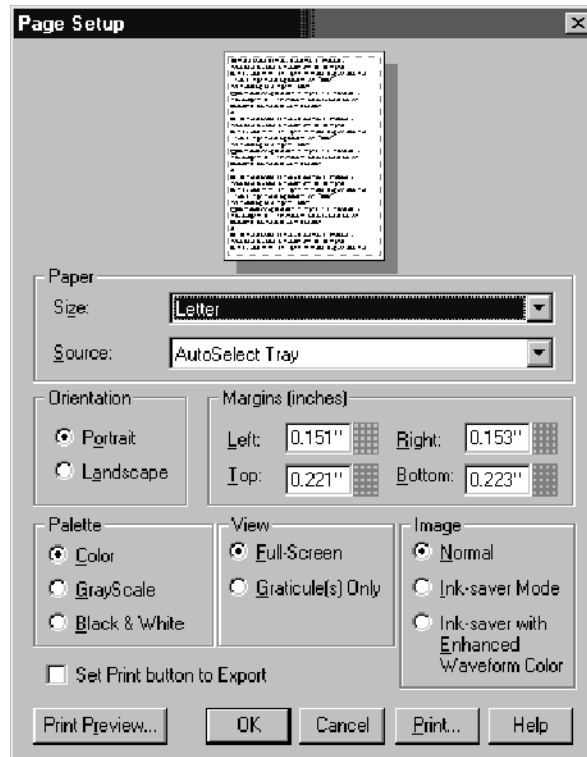 Page Setup
Paper
Size:
Letter
Source:
AutoSelect Tray
Orientation
Portrait
Landscape
Margins (inches)
Left:
0.151"
Right:
0.153"
Top:
0.221"
Bottom:
0.223"
Palette
Color
GrayScale
Black & White
View
Full-Screen
Graticule(s) Only
Image
Normal
Ink-saver Mode
Ink-saver with
Enhanced
Waveform Color
Set Print button to Export
Print Preview...
OK
Cancel
Print...
Help